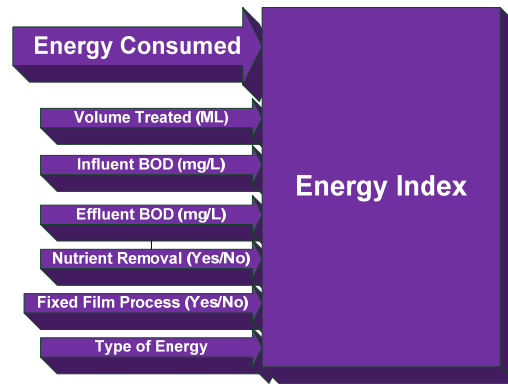 Energy Consumed
Volume Treated (ML)
Influent BOD (mg/L)
Effluent BOD (mg/L)
Nutrient Removal (Yes/No)
Fixed Film Process (Yes/No)
Type of Energy
Energy Index